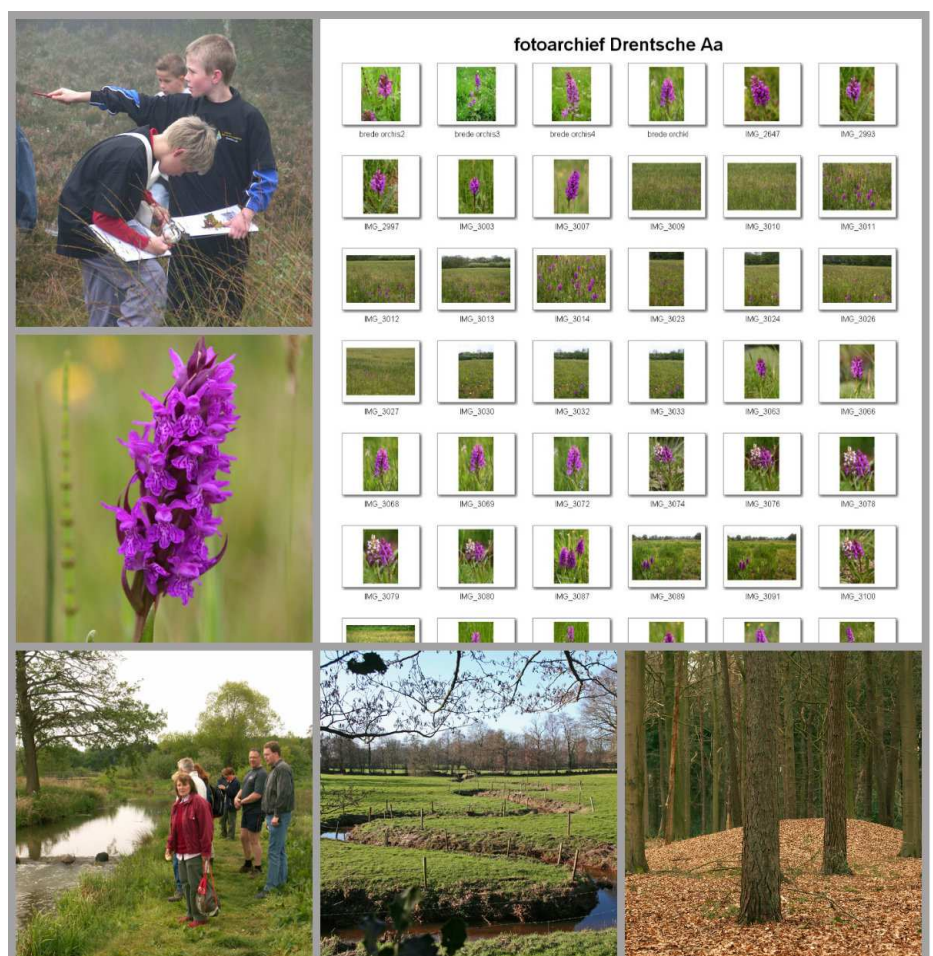 fotoarchief Drentsche Aa
brede orchis2 brede orchis3 brede orchis4 brede orchid IMG_2647 IMG_2993
IMG_2997 IMG_3003 IMG_3007 IMG_3009 IMG_3010 IMG_3011
IMG_3012 IMG_3013 IMG_3014 IMG_3023 IMG_3024 IMG_3026
IMG_3027 IMG_3030 IMG_3032 IMG_3033 IMG_3063 IMG_3066
IMG_3068 IMG_3069 IMG_3072 IMG_3074 IMG_3076 IMG_3078
IMG_3079 IMG_3080 IMG_3087 IMG_3089 IMG_3091 IMG_3100